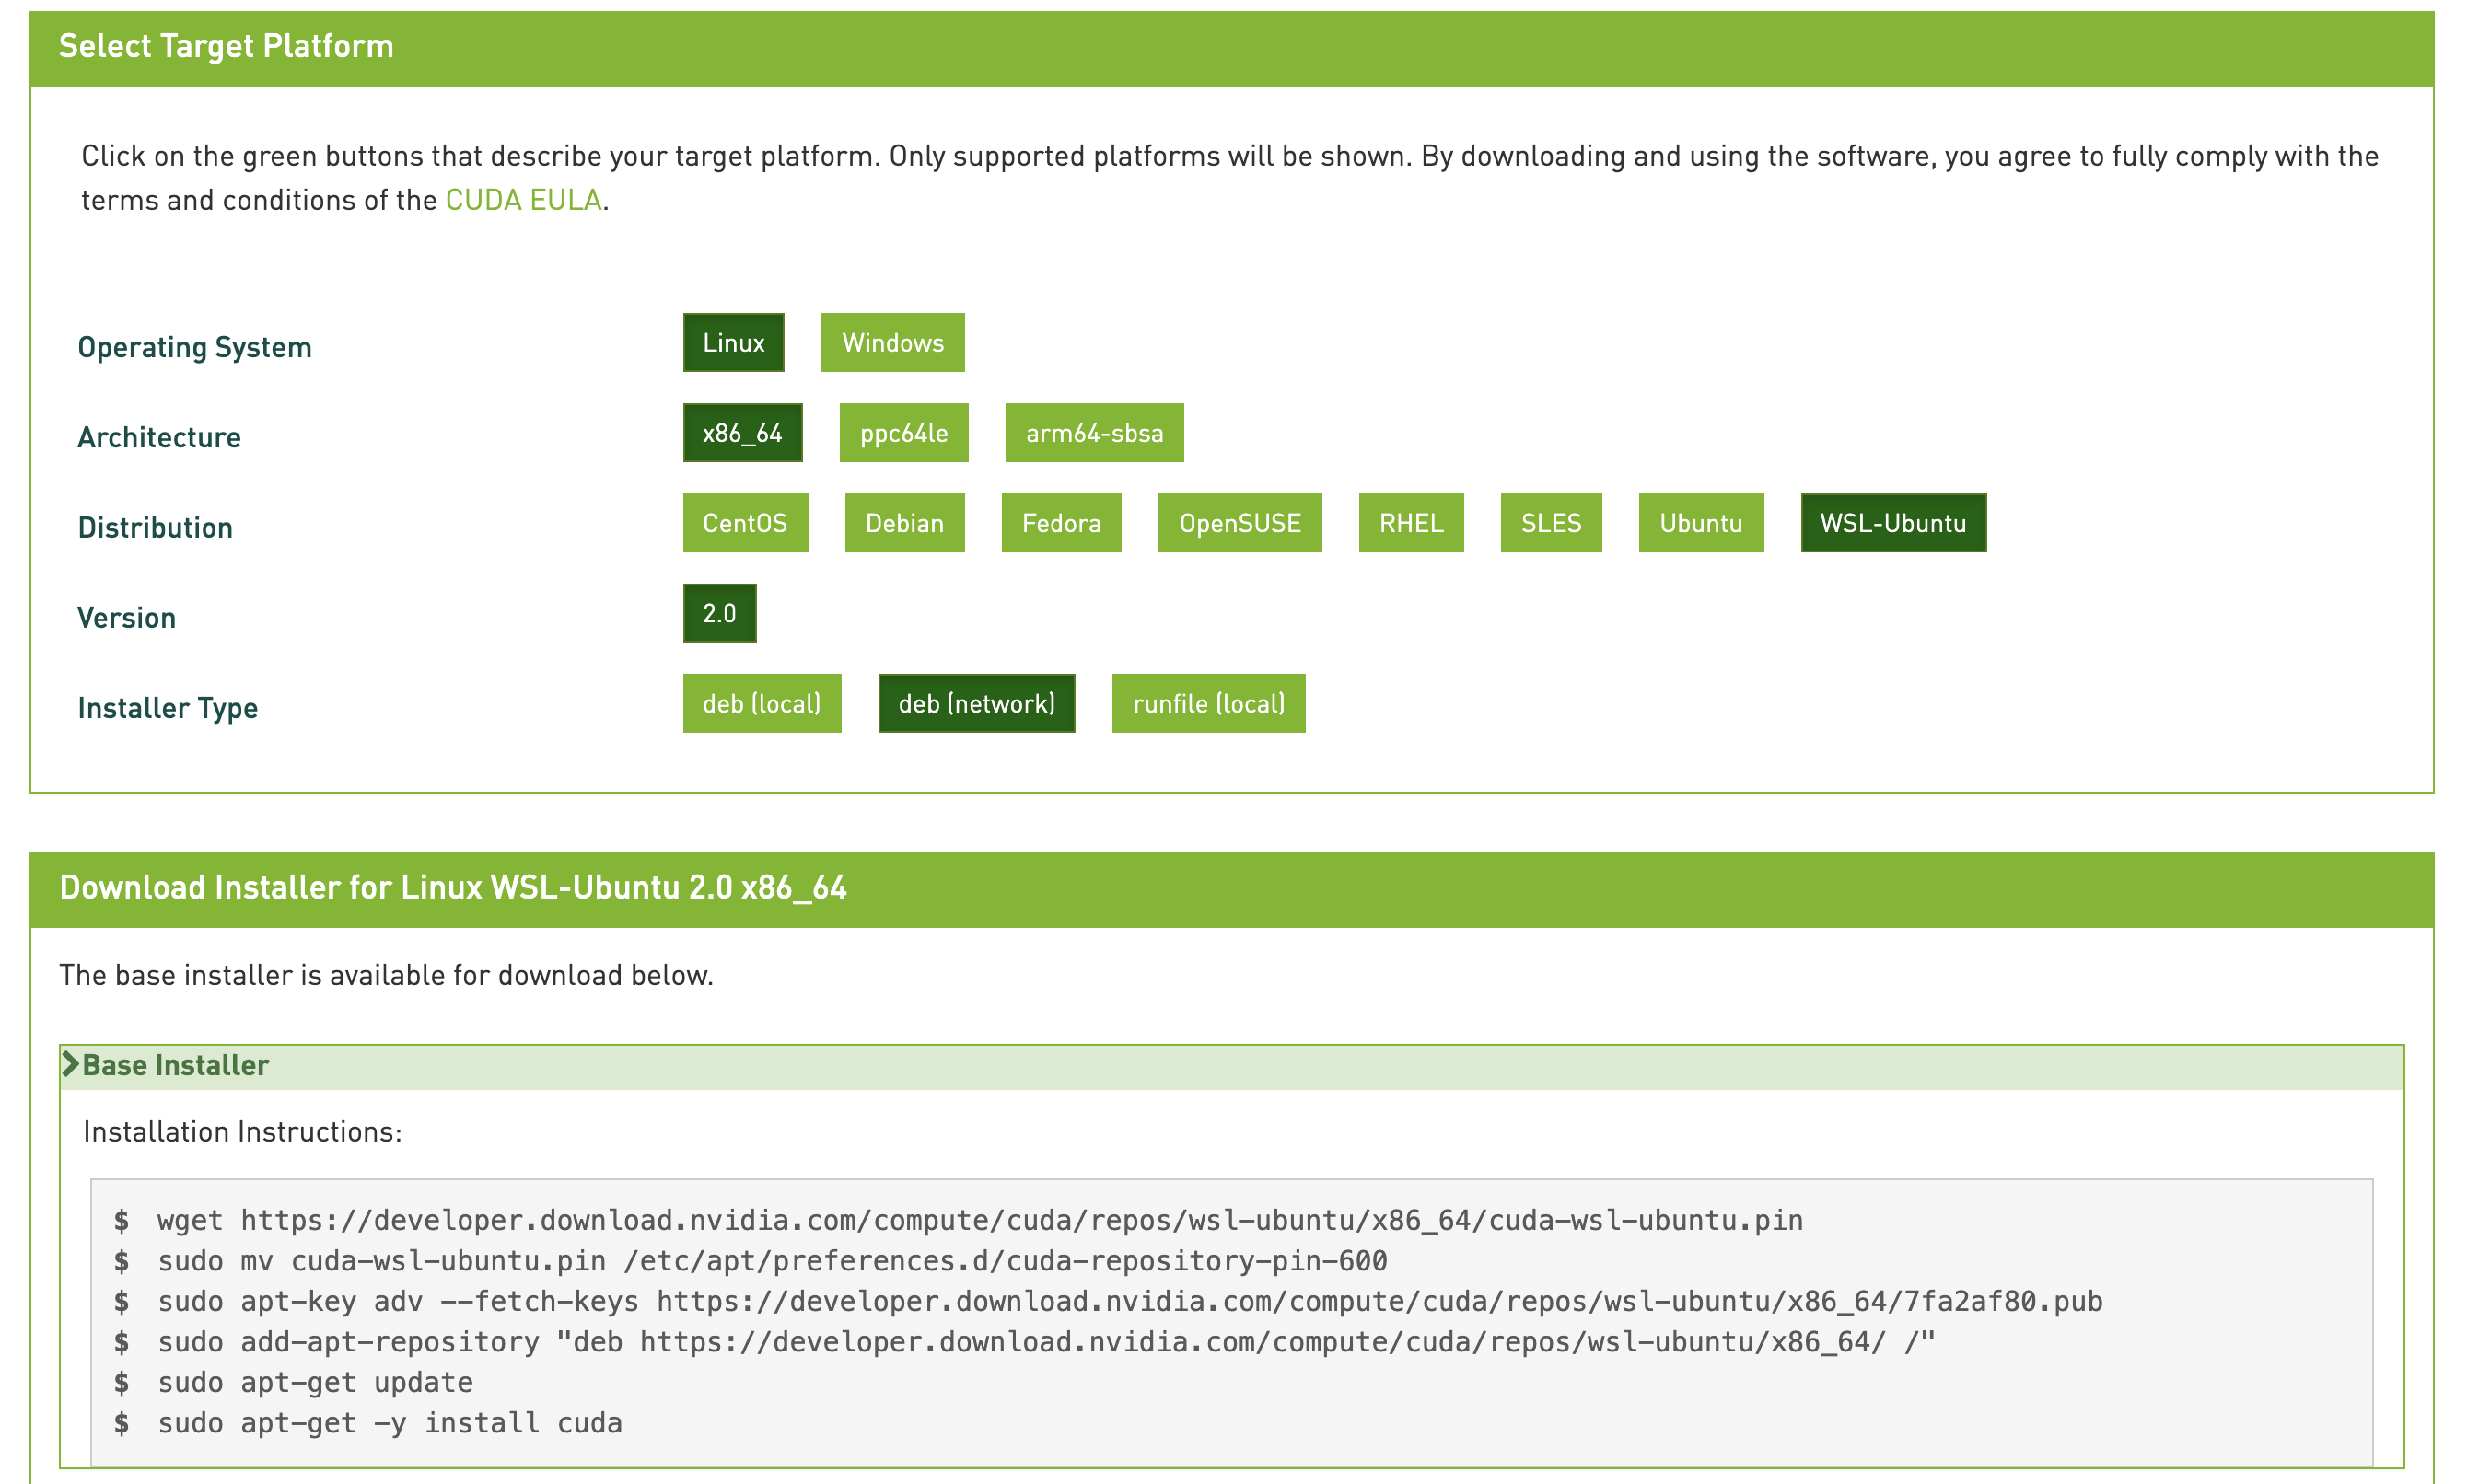 Select Target Platform
Click on the green buttons that describe your target platform. Only supported platforms will be shown. By downloading and using the software, you agree to fully comply with the
terms and conditions of the CUDA EULA.
Operating System
Linux Windows
Architecture
x86_64 ppc64le arm64-sbsa
Distribution
CentOS Debian Fedora OpenSUSE RHEL SLES Ubuntu WSL-Ubuntu
Version
2.0
Installer Type
deb (local) deb (network) runfile (local)
Download Installer for Linux WSL-Ubuntu 2.0 x86_64
The base installer is available for download below.
Base Installer
Installation Instructions:
$ wget https://developer.download.nvidia.com/compute/cuda/repos/wsl-ubuntu/x86_64/cuda-wsl-ubuntu.pin
$ sudo mv cuda-wsl-ubuntu.pin /etc/apt/preferences.d/cuda-repository-pin-600
$ sudo apt-key adv --fetch-keys https://developer.download.nvidia.com/compute/cuda/repos/wsl-ubuntu/x86_64/7fa2af80.pub
$ sudo add-apt-repository "deb https://developer.download.nvidia.com/compute/cuda/repos/wsl-ubuntu/x86_64/ /"
$ sudo apt-get update
$ sudo apt-get -y install cuda